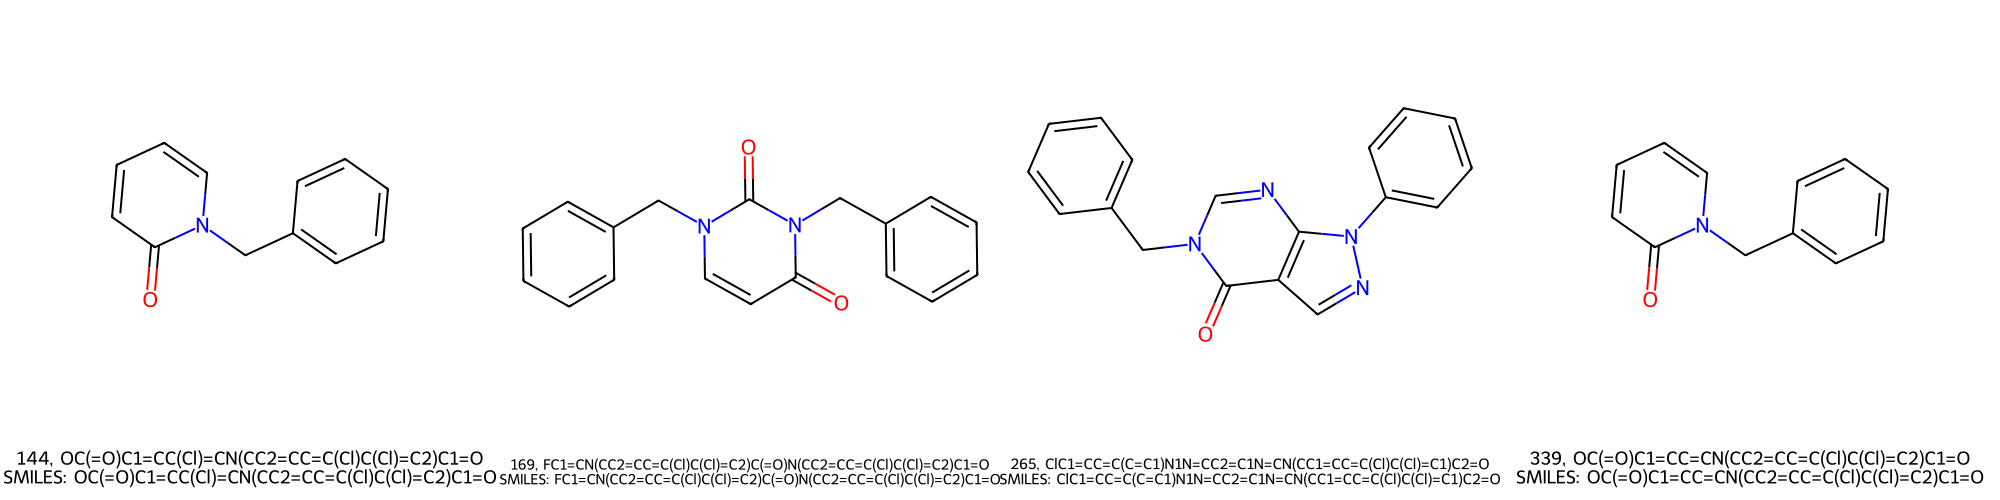 O
N
O
N
N
O
N
N
N
N
O
O
N
144, OC(=O)C1=CC(Cl)=CN(CC2=CC=C(Cl)C(Cl)=C2)C1=O
SMILES: OC(=O)C1=CC(Cl)=CN(CC2=CC=C(Cl)C(Cl)=C2)C1=O
169, FC1=CN(CC2=CC=C(Cl)C(Cl)=C2)C(=O)N(CC2=CC=C(Cl)C(Cl)=C2)C1=O
SMILES: FC1=CN(CC2=CC=C(Cl)C(Cl)=C2)C(=O)N(CC2=CC=C(Cl)C(Cl)=C2)C1=O
265, ClC1=CC=C(C=C1)N1N=CC2=C1N=CN(CC1=CC=C(Cl)C(Cl)=C1)C2=O
SMILES: ClC1=CC=C(C=C1)N1N=CC2=C1N=CN(CC1=CC=C(Cl)C(Cl)=C1)C2=O
339, OC(=O)C1=CC=CN(CC2=CC=C(Cl)C(Cl)=C2)C1=O
SMILES: OC(=O)C1=CC=CN(CC2=CC=C(Cl)C(Cl)=C2)C1=O